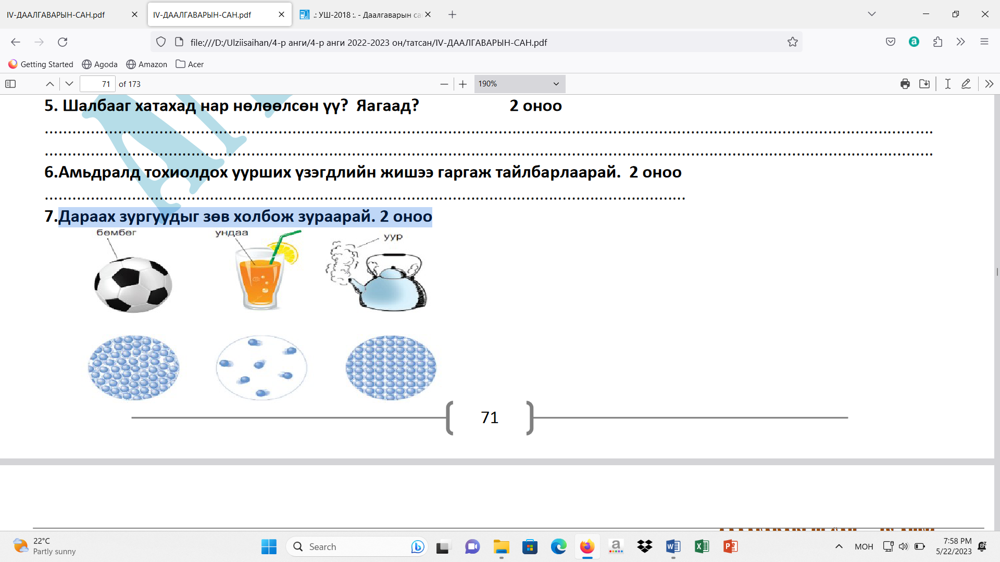 IV-ДААЛГАВАРЫН-САН.pdf
IV-ДААЛГАВАРЫН-САН.pdf
.: УШ-2018 :. - Даалгаварын са
file:///D:/Ulziisaihan/4-р анги/4-р анги 2022-2023 он/татсан/IV-ДААЛГАВАРЫН-САН.pdf
Getting Started
Agoda
Amazon
Acer
71 of 173
190%
5. Шалбааг хатахад нар нөлөөлсөн үү? Яагаад? 2 оноо
6.Амьдралд тохиолдох уурших үзэгдлийн жишээ гаргаж тайлбарлаарай. 2 оноо
7.Дараах зургуудыг зөв холбож зураарай. 2 оноо
бөмбөг
ундаа
уур
71
22°C
Partly sunny
Search
МОН
7:58 PM
5/22/2023